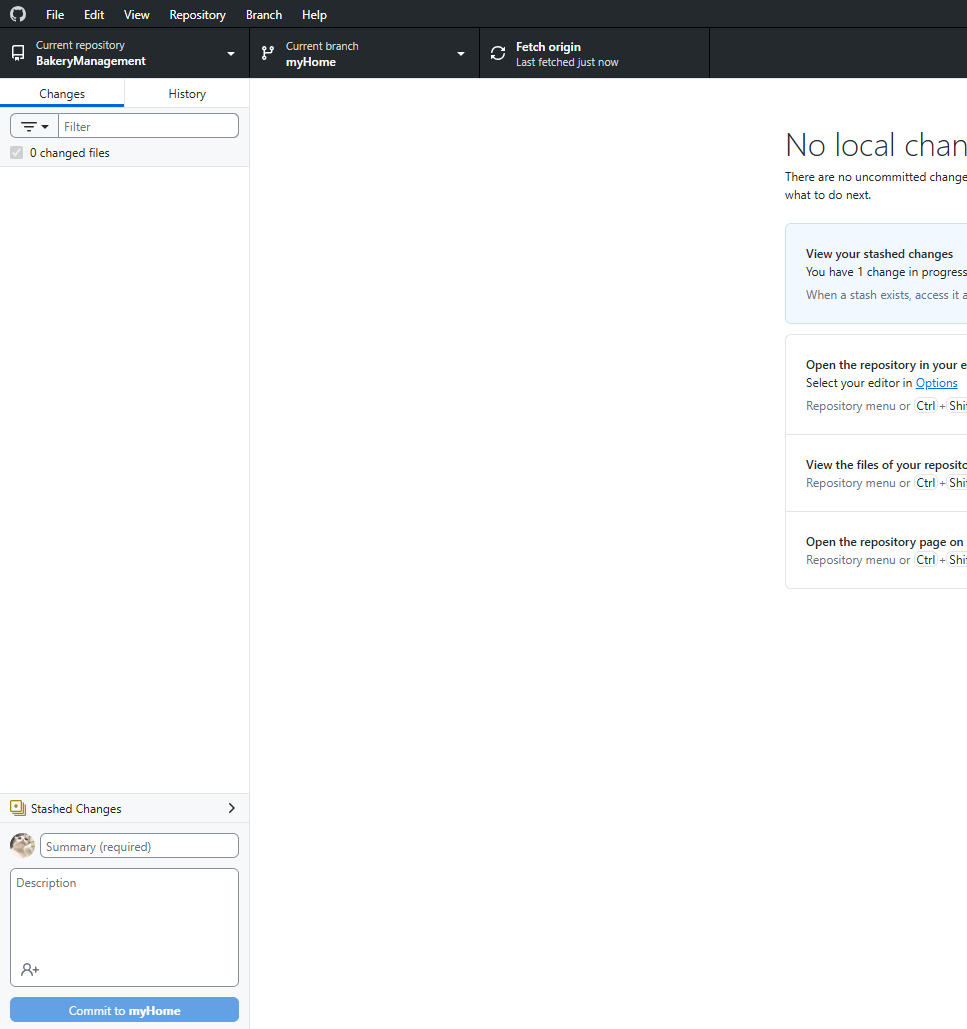 File Edit View Repository Branch Help
Current repository
BakeryManagement
Current branch
myHome
Fetch origin
Last fetched just now
Changes History
Filter
0 changed files
No local chan
There are no uncommitted change
what to do next.
View your stashed changes
You have 1 change in progress
When a stash exists, access it a
Open the repository in your e
Select your editor in Options
Repository menu or Ctrl + Shif
View the files of your reposito
Repository menu or Ctrl + Shif
Open the repository page on
Repository menu or Ctrl + Shif
Stashed Changes
Summary (required)
Description
Commit to myHome